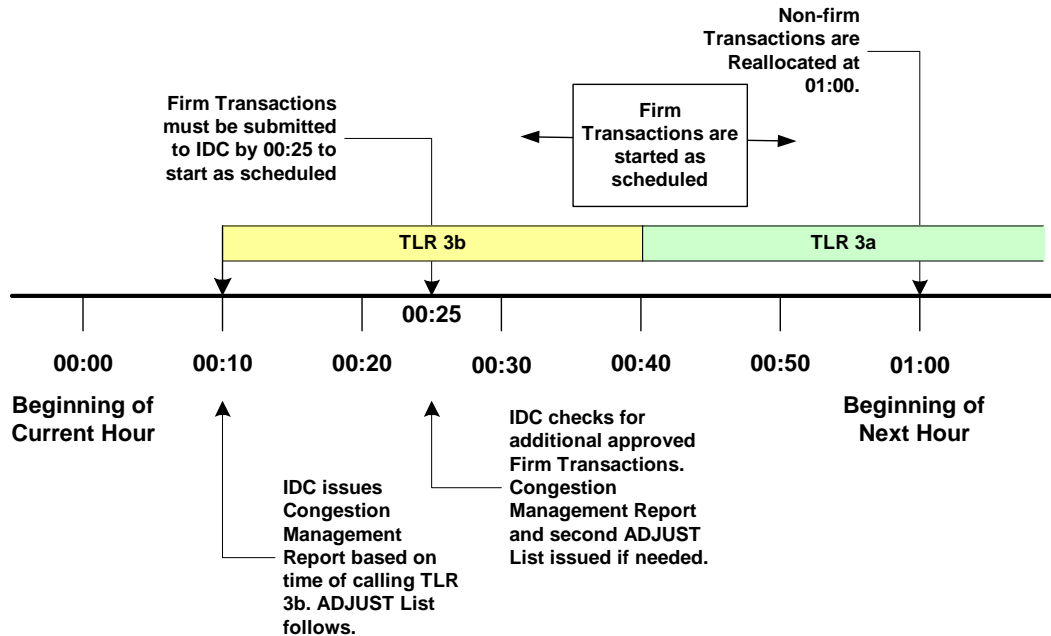 Non-firm
Transactions are
Reallocated at
01:00.
Firm Transactions
must be submitted
to IDC by 00:25 to
start as scheduled
Firm
Transactions are
started as
scheduled
TLR 3b
TLR 3a
00:25
00:00
00:10
00:20
00:30
00:40
00:50
01:00
Beginning of
Current Hour
Beginning of
Next Hour
IDC issues
Congestion
Management
Report based on
time of calling TLR
3b. ADJUST List
follows.
IDC checks for
additional approved
Firm Transactions.
Congestion
Management Report
and second ADJUST
List issued if needed.